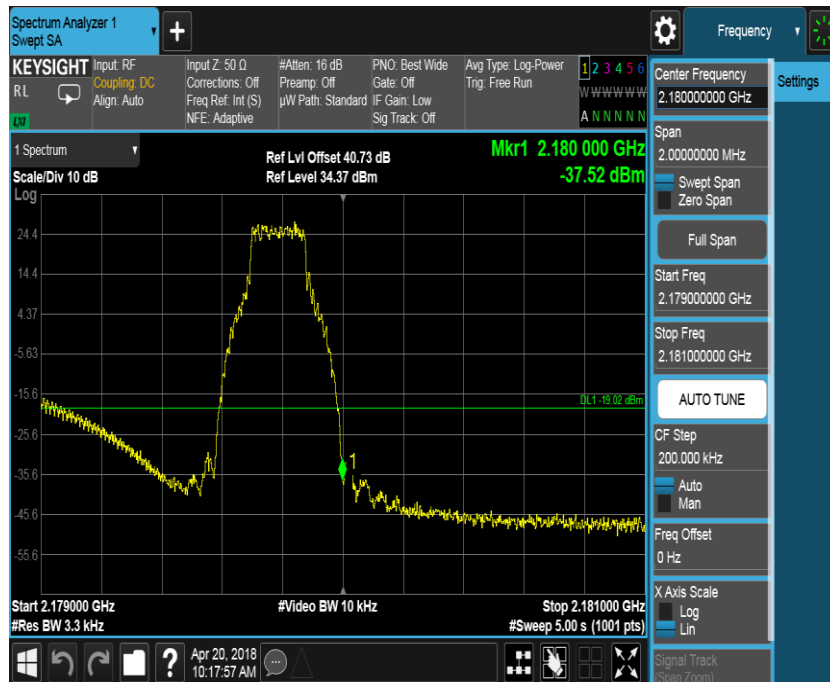 Spectrum Analyzer 1
Swept SA
+
Frequency
KEYSIGHT
RL
LXI
Input: RF
Coupling: DC
Align: Auto
Input Z: 50 Ω
Corrections: Off
Freq Ref: Int (S)
NFE: Adaptive
#Atten: 16 dB
Preamp: Off
µW Path: Standard
PNO: Best Wide
Gate: Off
IF Gain: Low
Sig Track: Off
Avg Type: Log-Power
Trig: Free Run
1 2 3 4 5 6
W W W W W W
A N N N N N
1 Spectrum
Scale/Div 10 dB
Log
Ref Lvl Offset 40.73 dB
Ref Level 34.37 dBm
Mkr1 2.180 000 GHz
-37.52 dBm
24.4
14.4
4.37
-5.63
-15.6
-25.6
-35.6
-45.6
-55.6
DL1 -19.02 dBm
1
Start 2.179000 GHz
#Res BW 3.3 kHz
#Video BW 10 kHz
Stop 2.181000 GHz
#Sweep 5.00 s (1001 pts)
?
Apr 20, 2018
10:17:57 AM
Center Frequency
2.180000000 GHz
Settings
Span
2.00000000 MHz
Swept Span
Zero Span
Full Span
Start Freq
2.179000000 GHz
Stop Freq
2.181000000 GHz
AUTO TUNE
CF Step
200.000 kHz
Auto
Man
Freq Offset
0 Hz
X Axis Scale
Log
Lin
Signal Track
(Span Zoom)